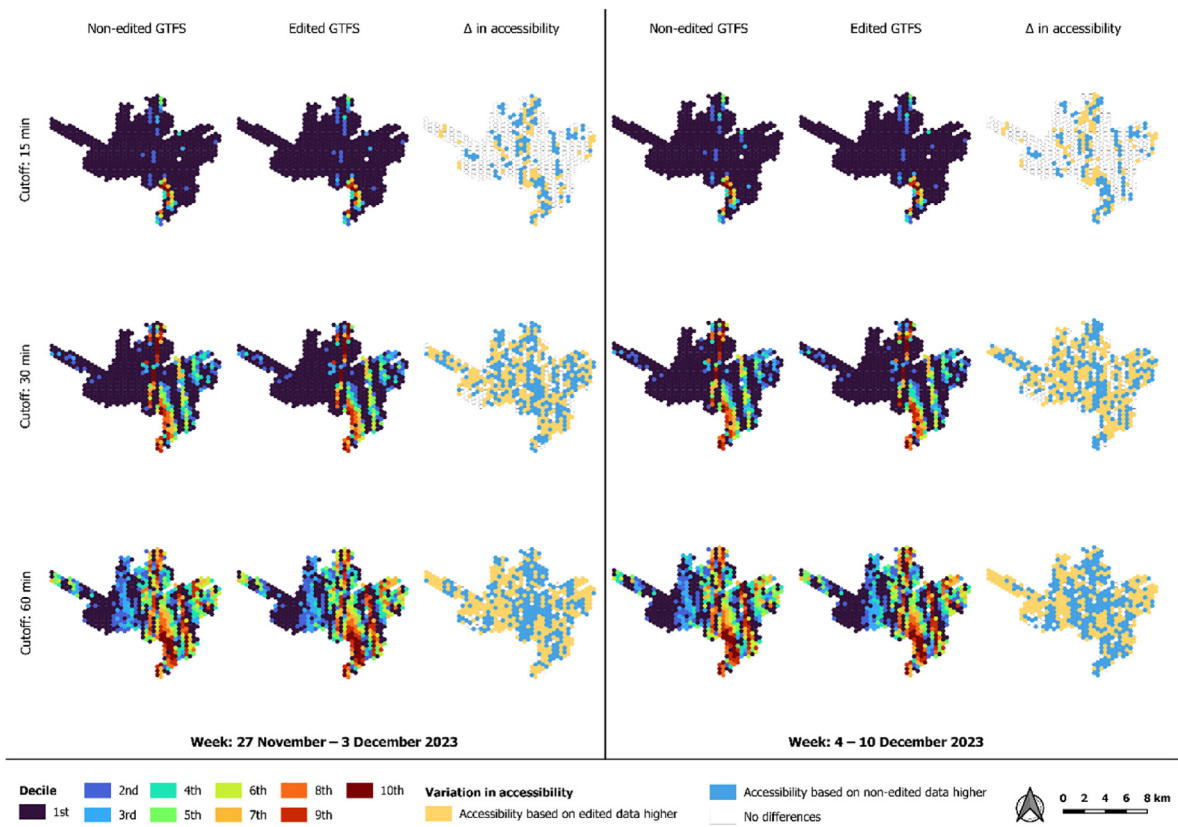 Non-edited GTFS Edited GTFS Δ in accessibility Non-edited GTFS Edited GTFS Δ in accessibility
Cutoff: 15 min
Cutoff: 30 min
Cutoff: 60 min
Week: 27 November – 3 December 2023 Week: 4 – 10 December 2023
Decile
1st
2nd
3rd
4th
5th
6th
7th
8th
9th
10th
Variation in accessibility
Accessibility based on edited data higher
Accessibility based on non-edited data higher
No differences
0 2 4 6 8 km